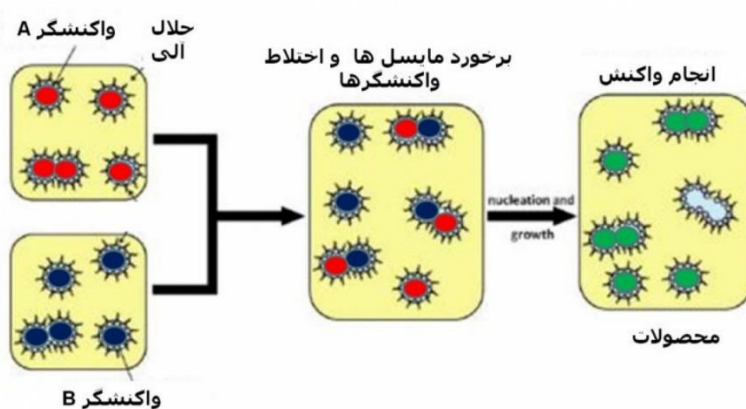 واکنشگر A
حلال
آلی
برخورد مایسل ها و اختلاط
واکنشگرها
انجام واکنش
nucleation and
growth
محصولات
واکنشگر B